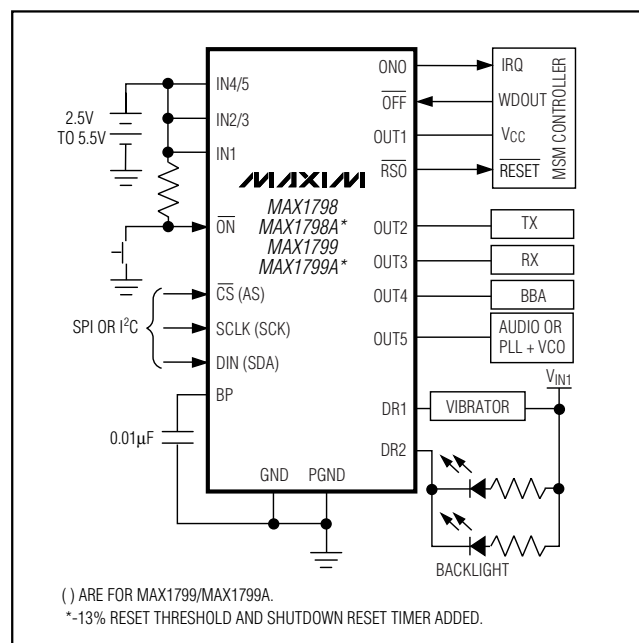 2.5V
TO 5.5V
IN4/5
IN2/3
IN1
ON
CS (AS)
SPI OR I²C
SCLK (SCK)
DIN (SDA)
BP
0.01µF
GND
PGND
MAXIM
MAX1798
MAX1798A*
MAX1799
MAX1799A*
ONO
OFF
OUT1
RSO
OUT2
OUT3
OUT4
OUT5
DR1
DR2
IRQ
WDOUT
VCC
RESET
MSM CONTROLLER
TX
RX
BBA
AUDIO OR
PLL + VCO
VIN1
VIBRATOR
BACKLIGHT
( ) ARE FOR MAX1799/MAX1799A.
*-13% RESET THRESHOLD AND SHUTDOWN RESET TIMER ADDED.